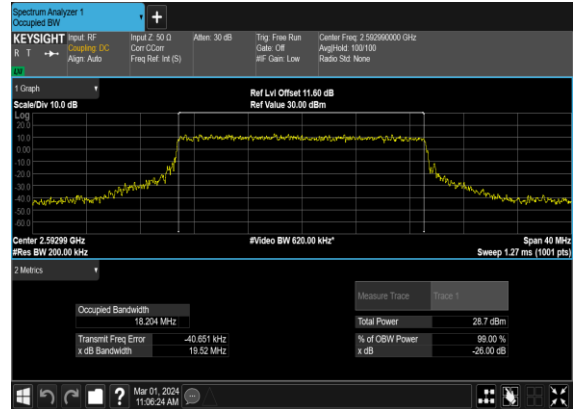 Spectrum Analyzer 1
Occupied BW
+
KEYSIGHT Input: RF Input Z: 50 Ω Atten: 30 dB Trig: Free Run Center Freq: 2.592990000 GHz
R T Coupling: DC Corr CCorr Gate: Off Avg|Hold: 100/100
Align: Auto Freq Ref: Int (S) #IF Gain: Low Radio Std: None
LM
1 Graph Ref Lvl Offset 11.60 dB
Scale/Div 10.0 dB Ref Value 30.00 dBm
Log
20.0
10.0
0.00
-10.0
-20.0
-30.0
-40.0
-50.0
-60.0
Center 2.59299 GHz #Video BW 620.00 kHz* Span 40 MHz
#Res BW 200.00 kHz Sweep 1.27 ms (1001 pts)
2 Metrics
Measure Trace Trace 1
Occupied Bandwidth
18.204 MHz Total Power 28.7 dBm
Transmit Freq Error -40.651 kHz % of OBW Power 99.00 %
x dB Bandwidth 19.52 MHz x dB -26.00 dB
? Mar 01, 2024
11:06:24 AM